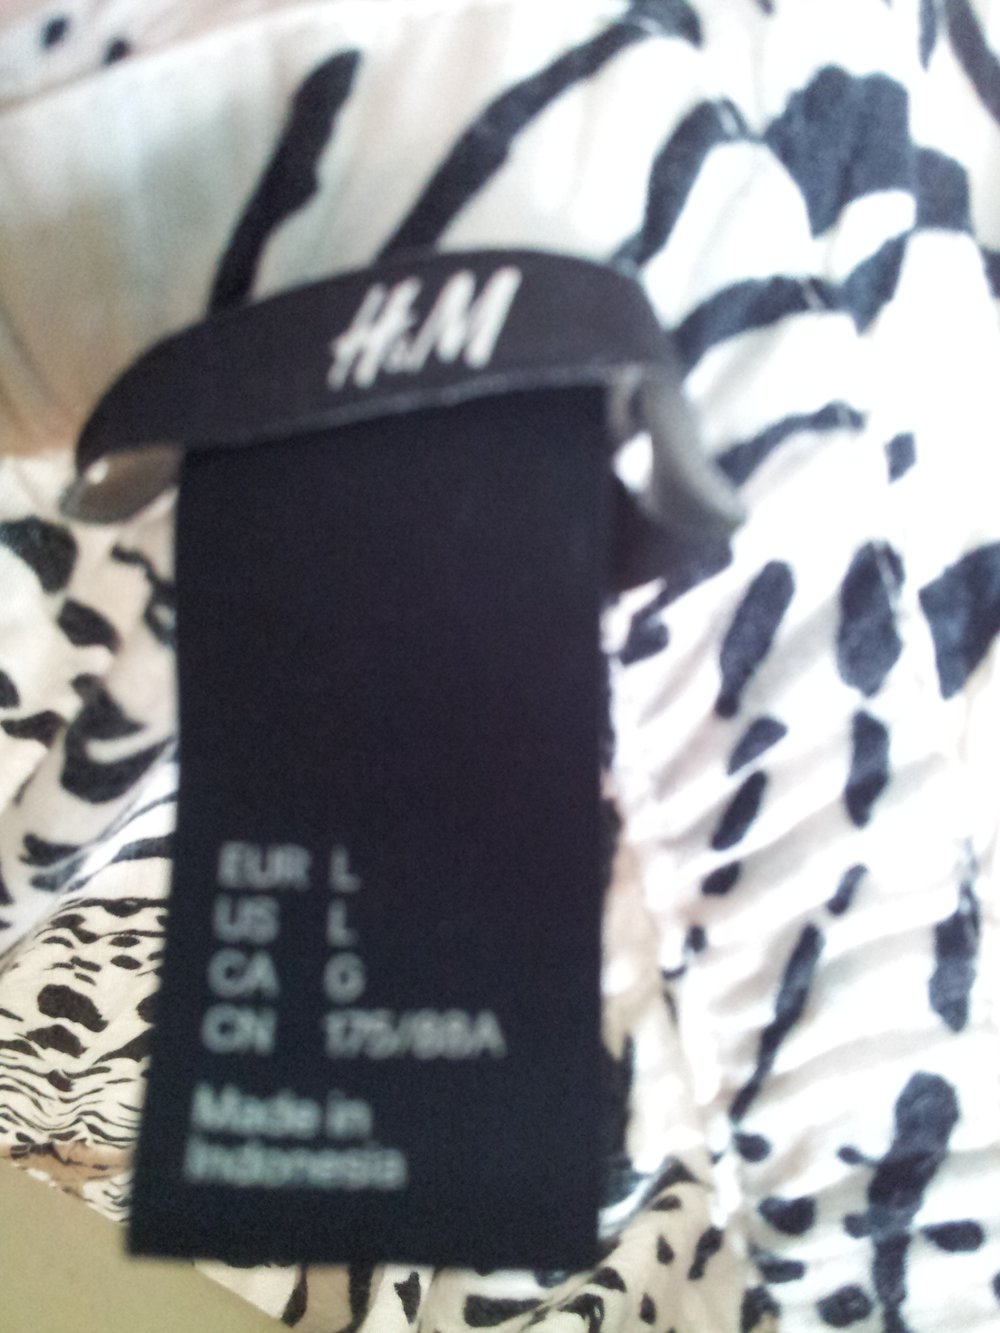 H&M
EUR L
US L
CA G
CN 175/88A
Made in
Indonesia